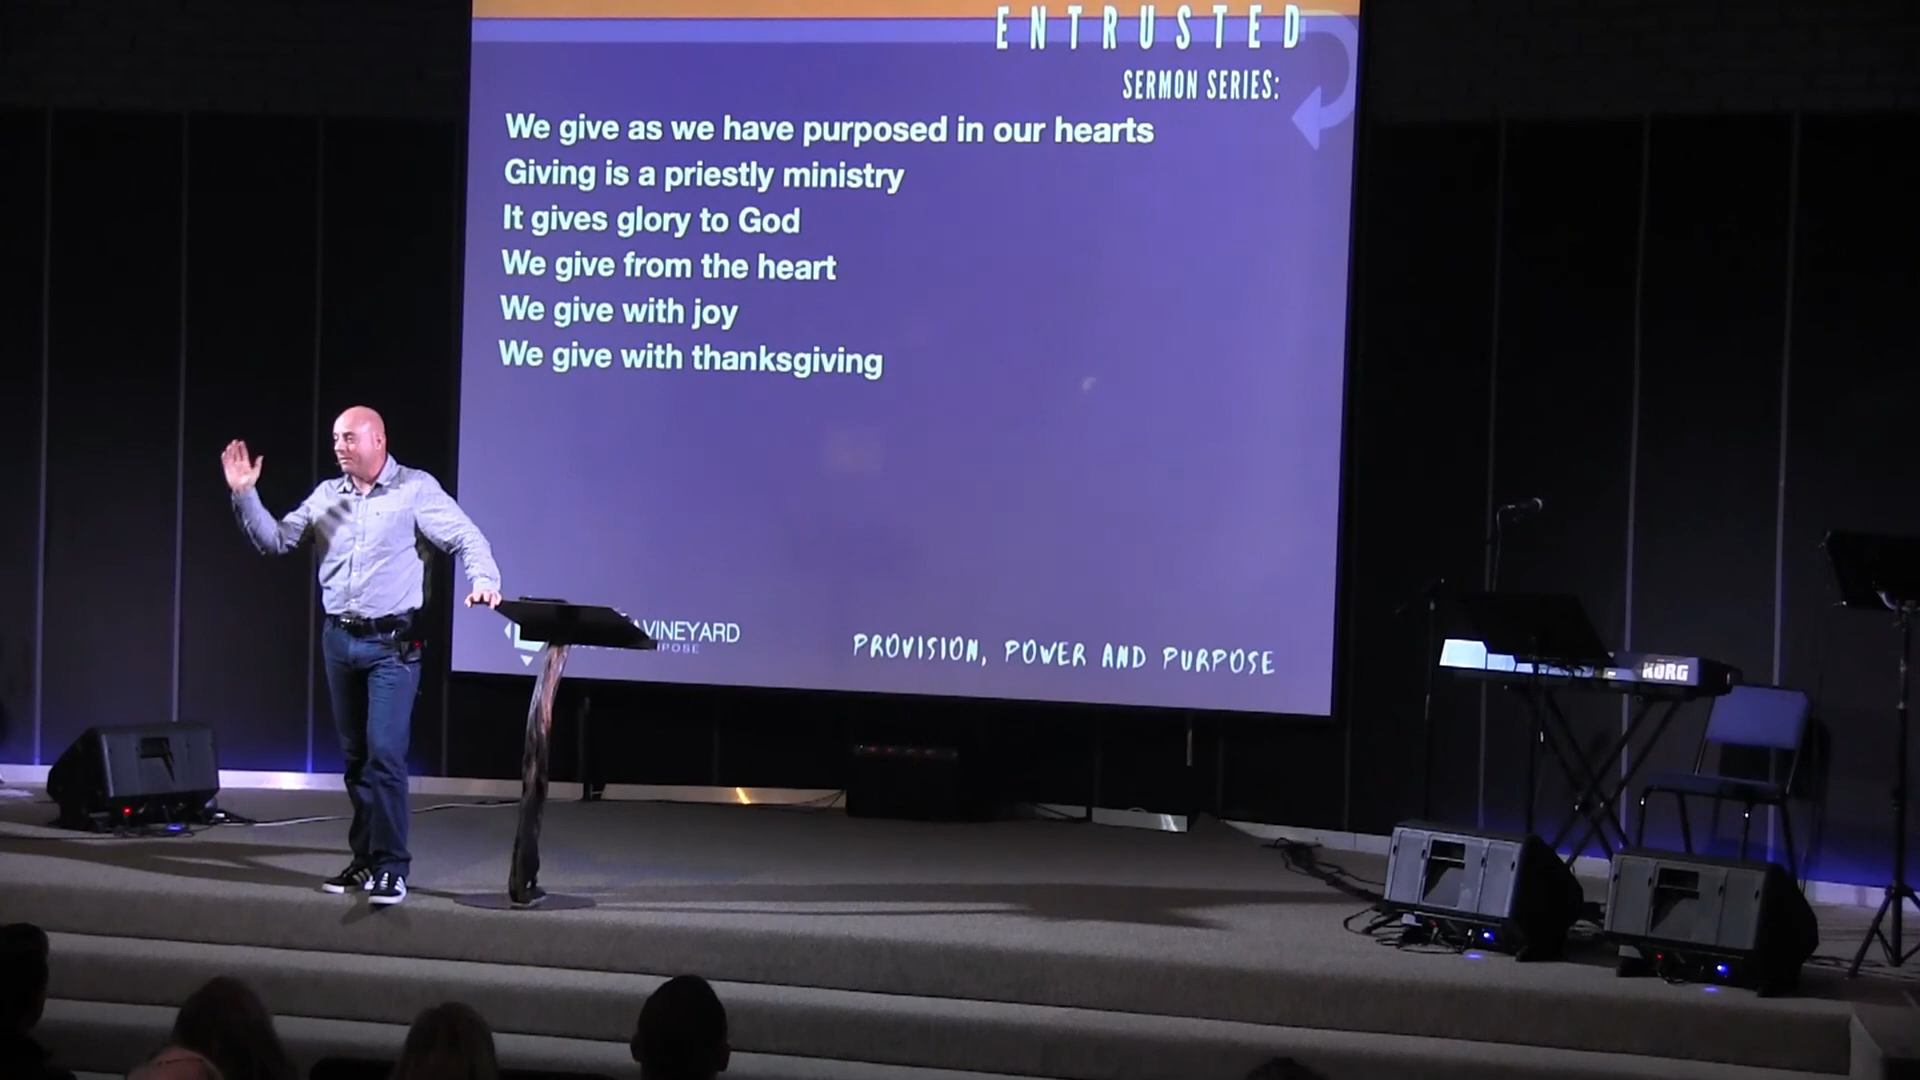 ENTRUSTED
SERMON SERIES:
We give as we have purposed in our hearts
Giving is a priestly ministry
It gives glory to God
We give from the heart
We give with joy
We give with thanksgiving
VINEYARD
PROVISION, POWER AND PURPOSE
KORG